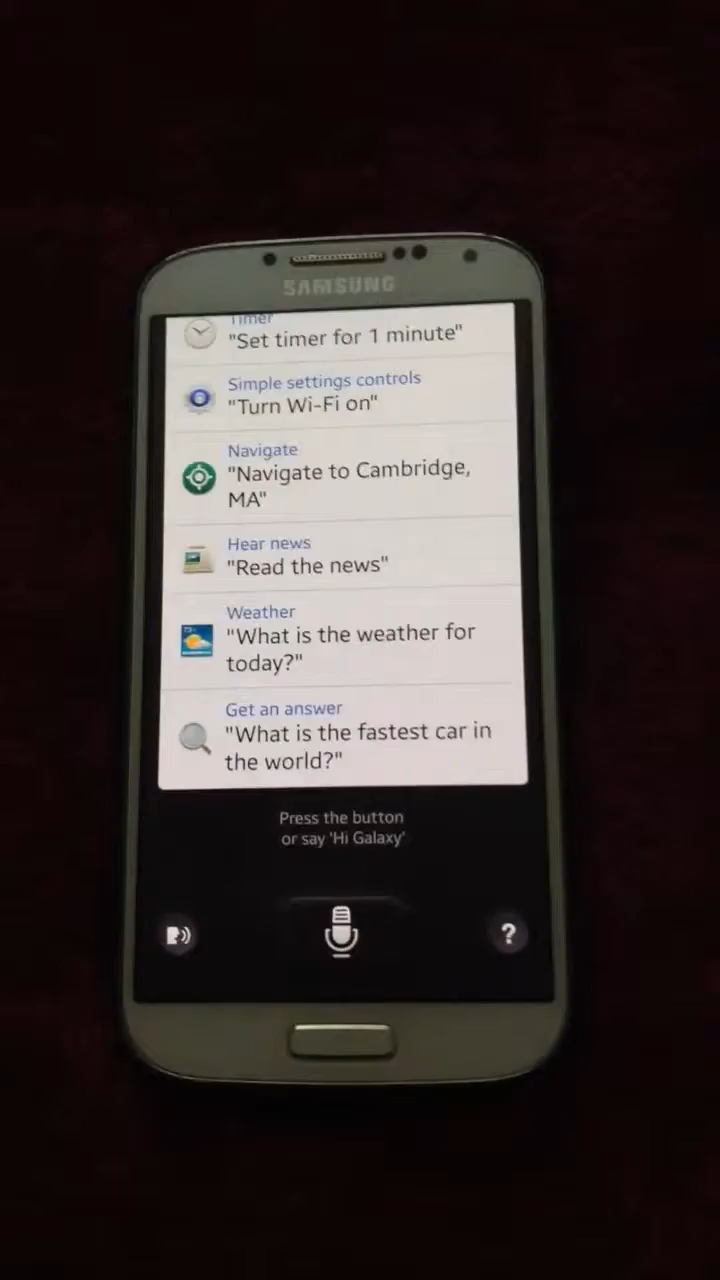 SAMSUNG
Timer
"Set timer for 1 minute"
Simple settings controls
"Turn Wi-Fi on"
Navigate
"Navigate to Cambridge,
MA"
Hear news
"Read the news"
Weather
"What is the weather for
today?"
Get an answer
"What is the fastest car in
the world?"
Press the button
or say 'Hi Galaxy'
?